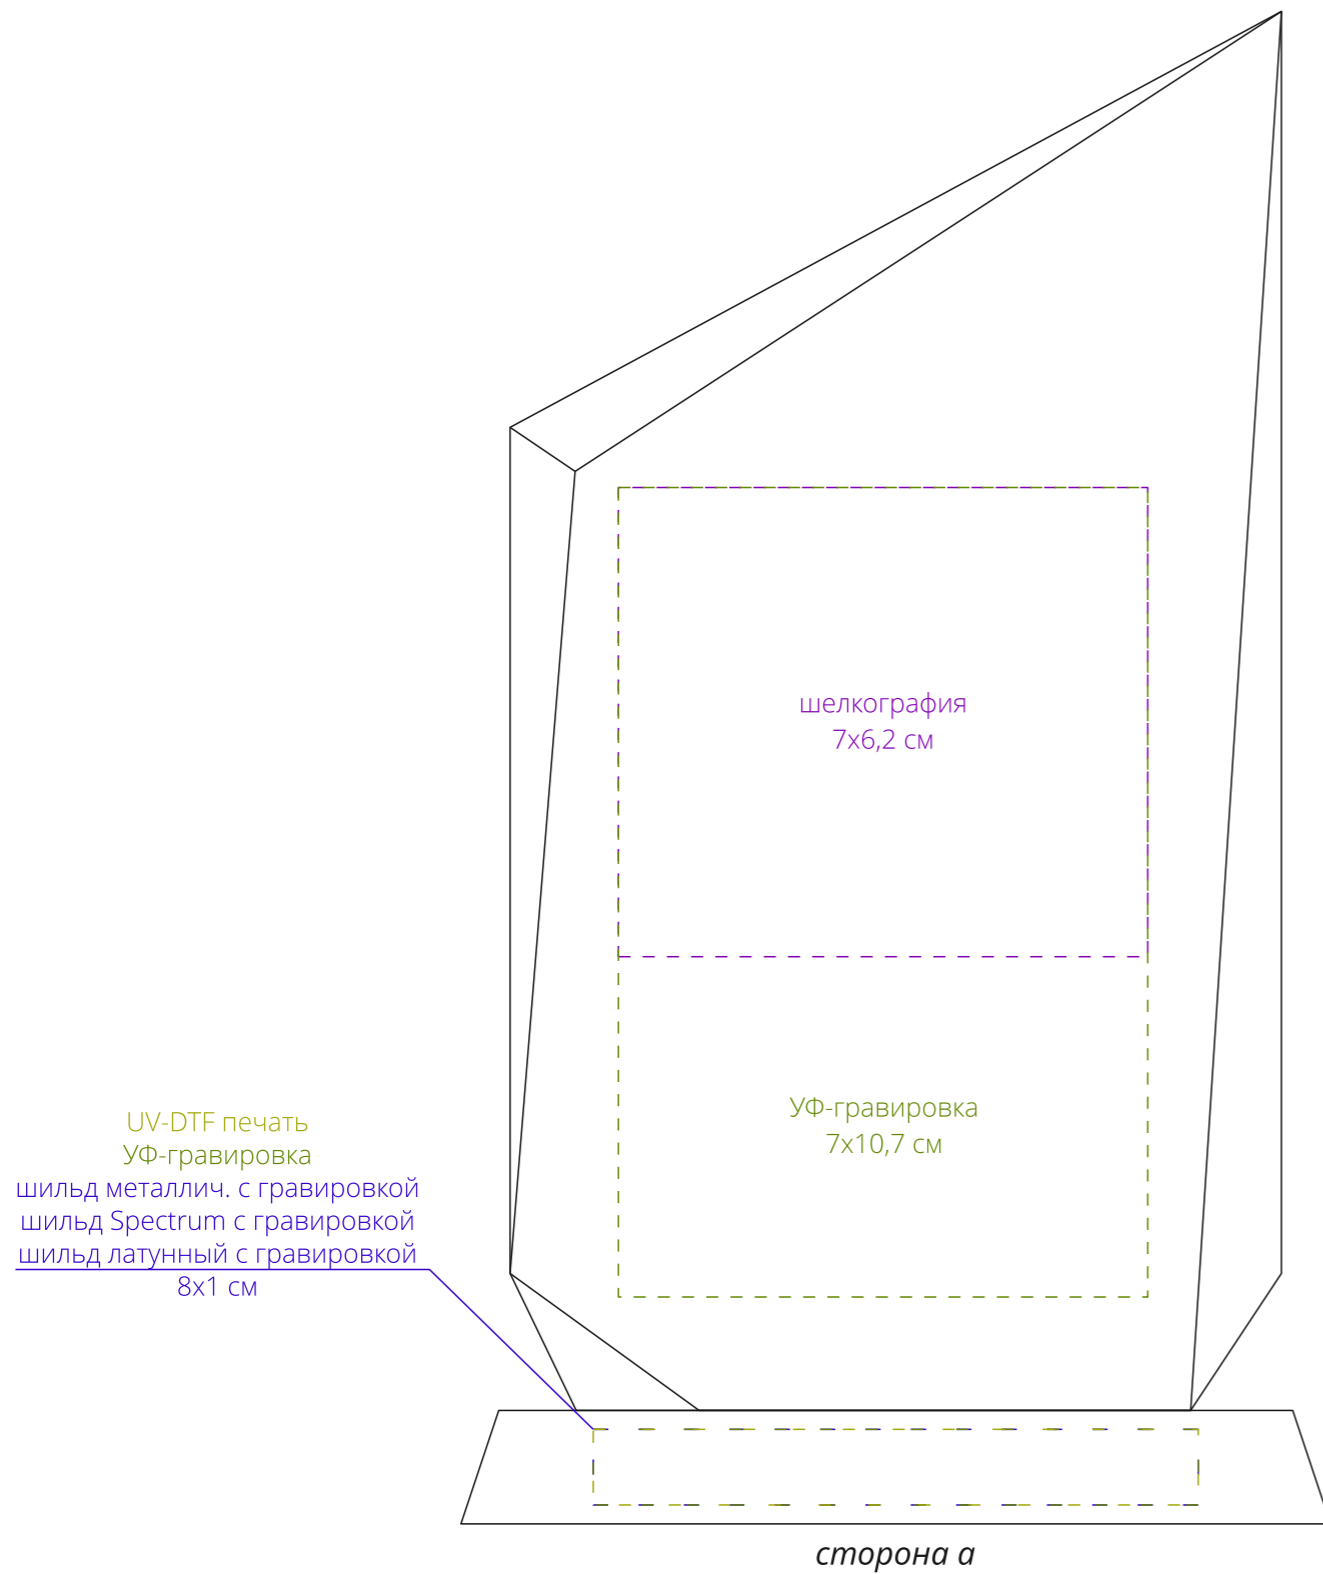 шелкография
7x6,2 см
УФ-гравировка
7x10,7 см
UV-DTF печать
УФ-гравировка
шильд металлич. с гравировкой
шильд Spectrum с гравировкой
шильд латунный с гравировкой
8x1 см
сторона a